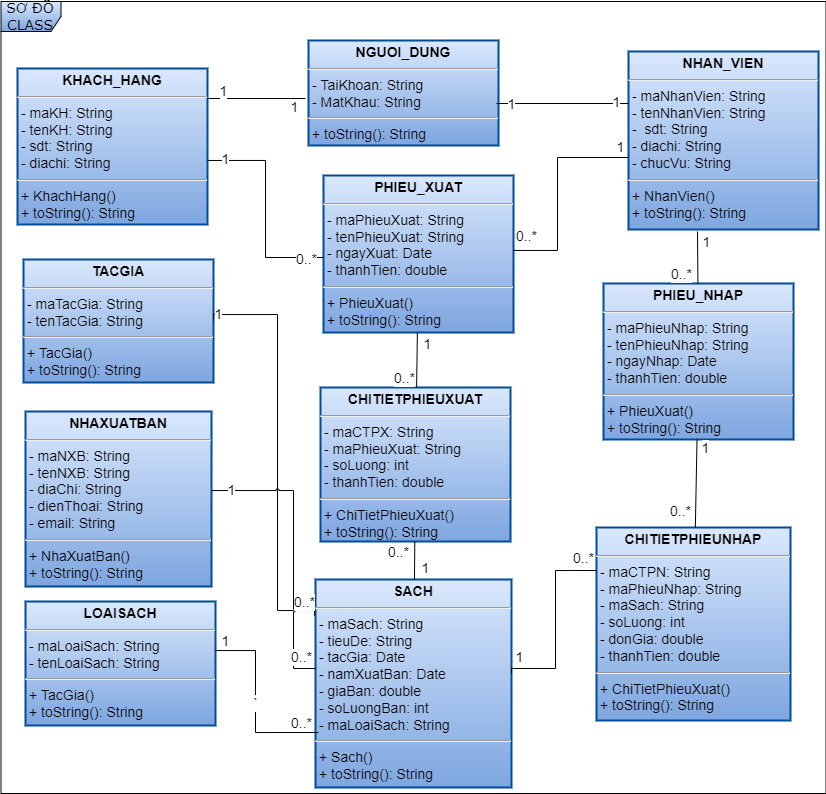 SƠ ĐỒ
CLASS
KHACH_HANG
- maKH: String
- tenKH: String
- sdt: String
- diachi: String
+ KhachHang()
+ toString(): String
1
1
1
0..*
NGUOI_DUNG
- TaiKhoan: String
- MatKhau: String
+ toString(): String
1
1
NHAN_VIEN
- maNhanVien: String
- tenNhanVien: String
- sdt: String
- diachi: String
- chucVu: String
+ NhanVien()
+ toString(): String
1
0..*
1
0..*
PHIEU_XUAT
- maPhieuXuat: String
- tenPhieuXuat: String
- ngayXuat: Date
- thanhTien: double
+ PhieuXuat()
+ toString(): String
1
0..*
TACGIA
- maTacGia: String
- tenTacGia: String
+ TacGia()
+ toString(): String
1
0..*
PHIEU_NHAP
- maPhieuNhap: String
- tenPhieuNhap: String
- ngayNhap: Date
- thanhTien: double
+ PhieuXuat()
+ toString(): String
1
0..*
CHITIETPHIEUXUAT
- maCTPX: String
- maPhieuXuat: String
- soLuong: int
- thanhTien: double
+ ChiTietPhieuXuat()
+ toString(): String
0..*
1
NHAXUATBAN
- maNXB: String
- tenNXB: String
- diaChi: String
- dienThoai: String
- email: String
+ NhaXuatBan()
+ toString(): String
1
0..*
CHITIETPHIEUNHAP
- maCTPN: String
- maPhieuNhap: String
- maSach: String
- soLuong: int
- donGia: double
- thanhTien: double
+ ChiTietPhieuXuat()
+ toString(): String
0..*
1
SACH
- maSach: String
- tieuDe: String
- tacGia: Date
- namXuatBan: Date
- giaBan: double
- soLuongBan: int
- maLoaiSach: String
+ Sach()
+ toString(): String
LOAISACH
- maLoaiSach: String
- tenLoaiSach: String
+ TacGia()
+ toString(): String
1
0..*